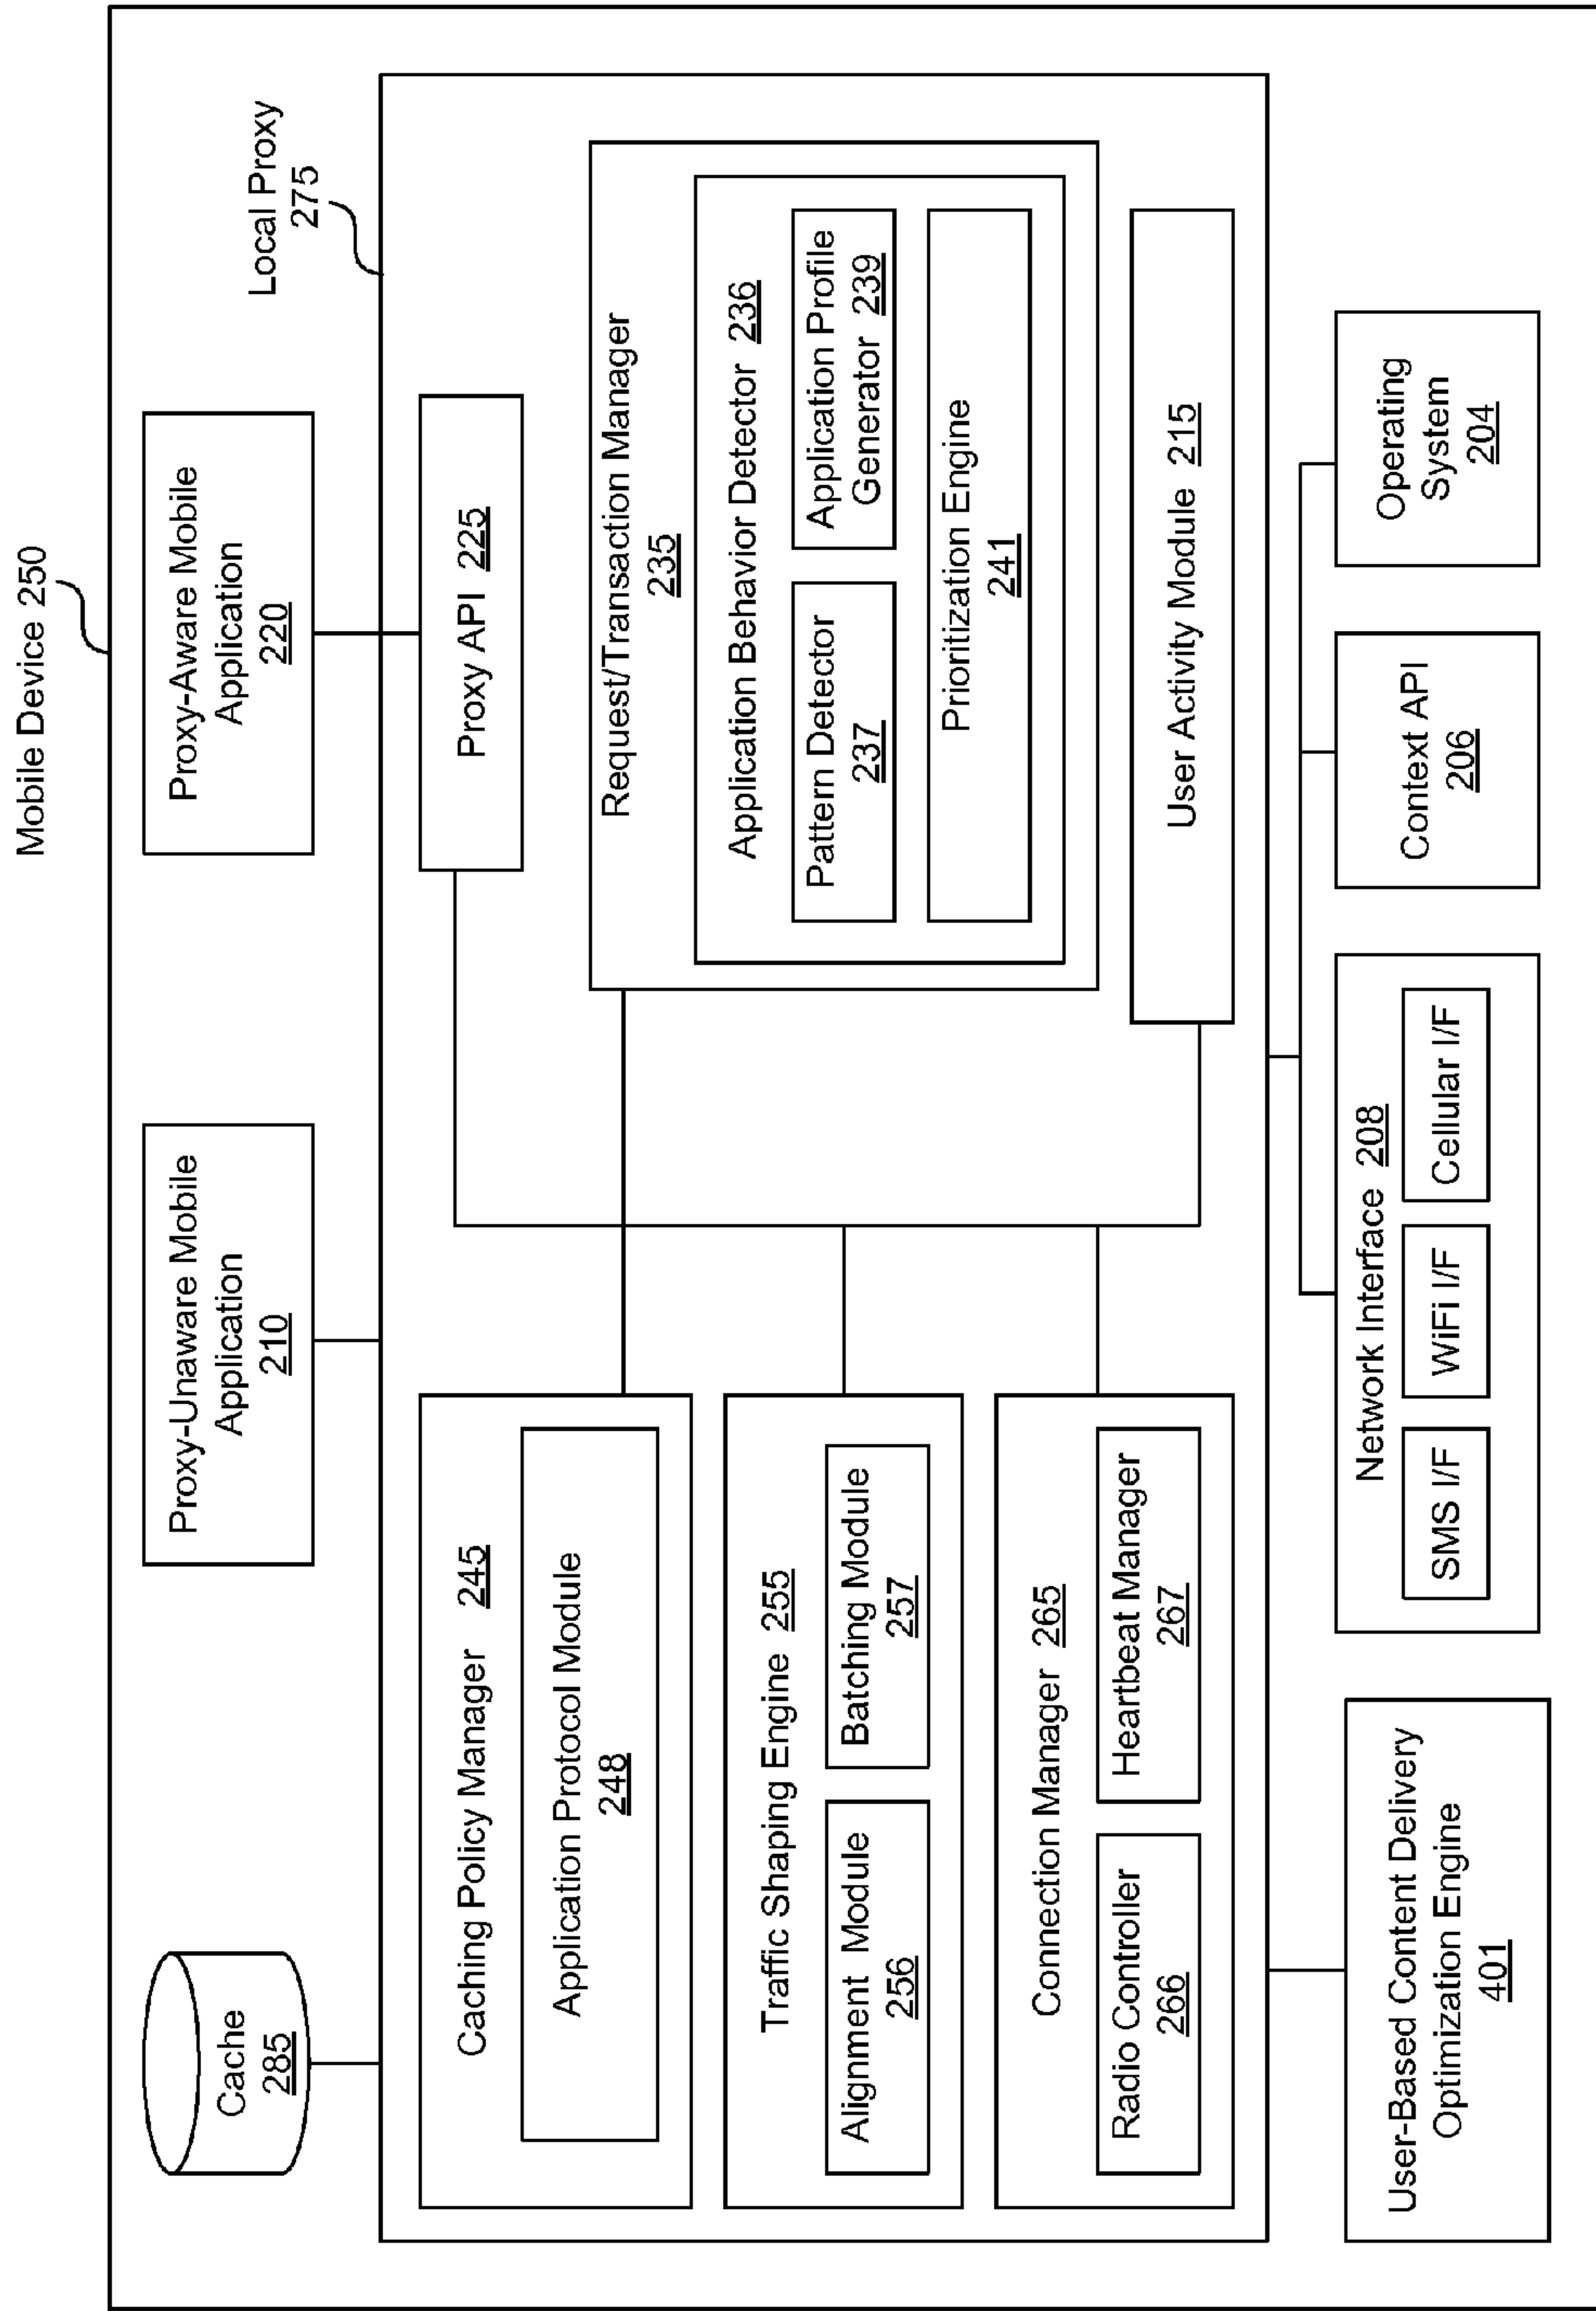 Mobile Device 250
Local Proxy
275
Cache
285
Proxy-Unaware Mobile
Application
210
Proxy-Aware Mobile
Application
220
Caching Policy Manager 245
Application Protocol Module
248
Traffic Shaping Engine 255
Alignment Module
256
Batching Module
257
Connection Manager 265
Radio Controller
266
Heartbeat Manager
267
Proxy API 225
Request/Transaction Manager
235
Application Behavior Detector 236
Pattern Detector
237
Application Profile
Generator 239
Prioritization Engine
241
User Activity Module 215
User-Based Content Delivery
Optimization Engine
401
Network Interface 208
SMS I/F
WiFi I/F
Cellular I/F
Context API
206
Operating
System
204